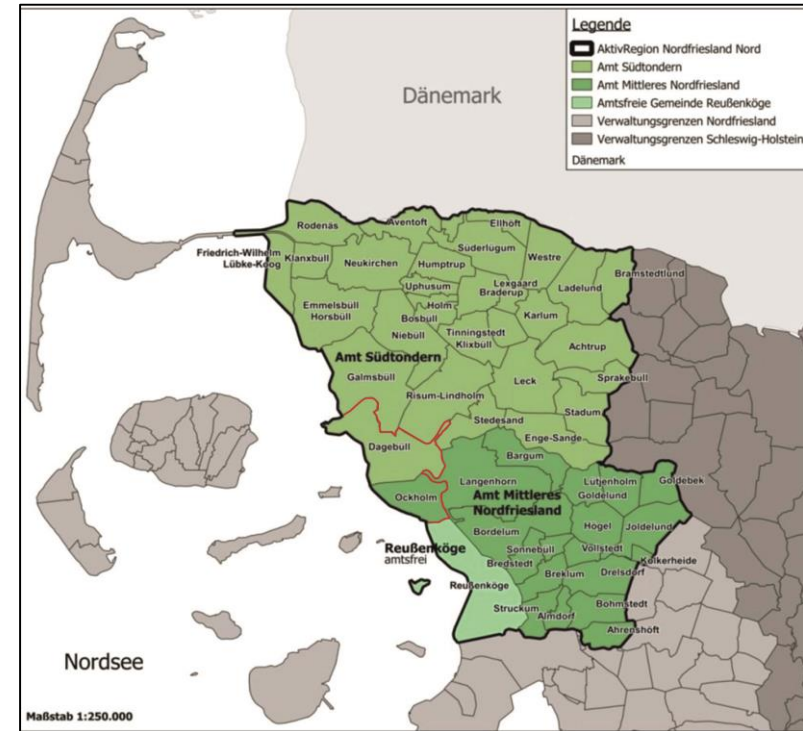 Legende
AktivRegion Nordfriesland Nord
Amt Südtondern
Amt Mittleres Nordfriesland
Amtsfreie Gemeinde Reußenköge
Verwaltungsgrenzen Nordfriesland
Verwaltungsgrenzen Schleswig-Holstein
Dänemark
Dänemark
Rodenäs
Aventoft
Ellhöft
Süderlügum
Westre
Bramstedtlund
Friedrich-Wilhelm
Lübke-Koog
Klanxbüll
Neukirchen
Humptrup
Lexgaard
Braderup
Ladelund
Uphusum
Emmelsbüll
Horsbüll
Holm
Bosbüll
Karlum
Niebüll
Tinningstedt
Klixbüll
Achtrup
Amt Südtondern
Galmsbüll
Leck
Sprakebüll
Risum-Lindholm
Stadum
Stedesand
Dagebüll
Enge-Sande
Bargum
Langenhorn
Lütjenholm
Goldebek
Ockholm
Amt Mittleres
Nordfriesland
Goldelund
Bordelum
Högel
Joldelund
Reußenköge
amtsfrei
Sönnebüll
Vollstedt
Bredstedt
Kolkerheide
Reußenköge
Breklum
Drelsdorf
Struckum
Almdorf
Bohmstedt
Ahrenshöft
Nordsee
Maßstab 1:250.000